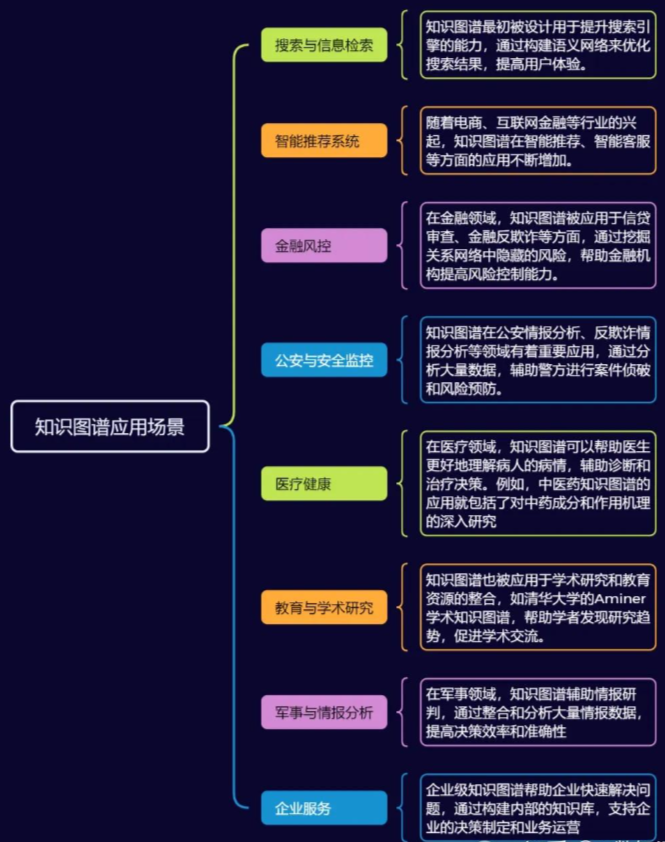 搜索与信息检索
知识图谱最初被设计用于提升搜索引
擎的能力，通过构建语义网络来优化
搜索结果，提高用户体验。
智能推荐系统
随着电商、互联网金融等行业的兴
起，知识图谱在智能推荐、智能客服
等方面的应用不断增加。
金融风控
在金融领域，知识图谱被应用于信贷
审查、金融反欺诈等方面，通过挖掘
关系网络中隐藏的风险，帮助金融机
构提高风险控制能力。
公安与安全监控
知识图谱在公安情报分析、反欺诈情
报分析等领域有着重要应用，通过分
析大量数据，辅助警方进行案件侦破
和风险预防。
知识图谱应用场景
医疗健康
在医疗领域，知识图谱可以帮助医生
更好地理解病人的病情，辅助诊断和
治疗决策。例如，中医药知识图谱的
应用就包括了对中药成分和作用机理
的深入研究
教育与学术研究
知识图谱也被应用于学术研究和教育
资源的整合，如清华大学的Aminer
学术知识图谱，帮助学者发现研究趋
势，促进学术交流。
军事与情报分析
在军事领域，知识图谱辅助情报研
判，通过整合和分析大量情报数据，
提高决策效率和准确性
企业服务
企业级知识图谱帮助企业快速解决问
题，通过构建内部的知识库，支持企
业的决策制定和业务运营